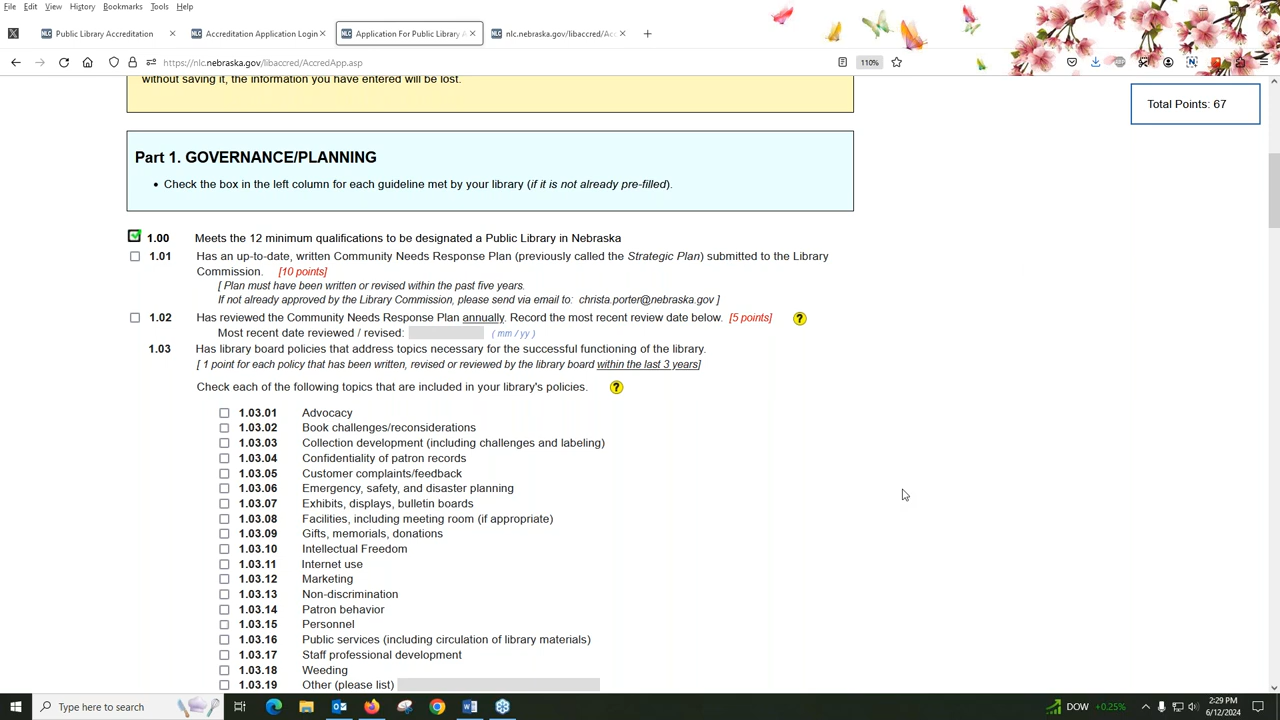 File Edit View History Bookmarks Tools Help
NLC Public Library Accreditation
NLC Accreditation Application Login
NLC Application For Public Library A
NLC nlc.nebraska.gov/libaccred/Acc
https://nlc.nebraska.gov/libaccred/AccredApp.asp
110%
without saving it, the information you have entered will be lost.
Total Points: 67
Part 1. GOVERNANCE/PLANNING
• Check the box in the left column for each guideline met by your library (if it is not already pre-filled).
1.00 Meets the 12 minimum qualifications to be designated a Public Library in Nebraska
1.01 Has an up-to-date, written Community Needs Response Plan (previously called the Strategic Plan) submitted to the Library
Commission. [10 points]
[ Plan must have been written or revised within the past five years.
If not already approved by the Library Commission, please send via email to: christa.porter@nebraska.gov ]
1.02 Has reviewed the Community Needs Response Plan annually. Record the most recent review date below. [5 points] ?
Most recent date reviewed / revised: ( mm / yy )
1.03 Has library board policies that address topics necessary for the successful functioning of the library.
[ 1 point for each policy that has been written, revised or reviewed by the library board within the last 3 years]
Check each of the following topics that are included in your library's policies. ?
1.03.01 Advocacy
1.03.02 Book challenges/reconsiderations
1.03.03 Collection development (including challenges and labeling)
1.03.04 Confidentiality of patron records
1.03.05 Customer complaints/feedback
1.03.06 Emergency, safety, and disaster planning
1.03.07 Exhibits, displays, bulletin boards
1.03.08 Facilities, including meeting room (if appropriate)
1.03.09 Gifts, memorials, donations
1.03.10 Intellectual Freedom
1.03.11 Internet use
1.03.12 Marketing
1.03.13 Non-discrimination
1.03.14 Patron behavior
1.03.15 Personnel
1.03.16 Public services (including circulation of library materials)
1.03.17 Staff professional development
1.03.18 Weeding
1.03.19 Other (please list)
Type here to search
DOW +0.25%
2:29 PM
6/12/2024